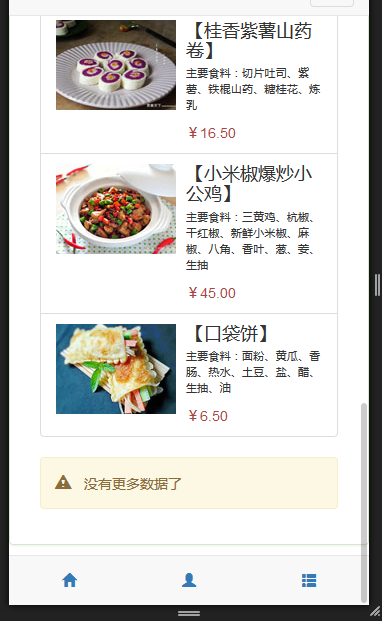 【桂香紫薯山药
卷】
主要食料：切片吐司、紫
薯、铁棍山药、糖桂花、炼
乳
￥16.50
【小米椒爆炒小
公鸡】
主要食料：三黄鸡、杭椒、
干红椒、新鲜小米椒、麻
椒、八角、香叶、葱、姜、
生抽
￥45.00
【口袋饼】
主要食料：面粉、黄瓜、香
肠、热水、土豆、盐、醋、
生抽、油
￥6.50
没有更多数据了